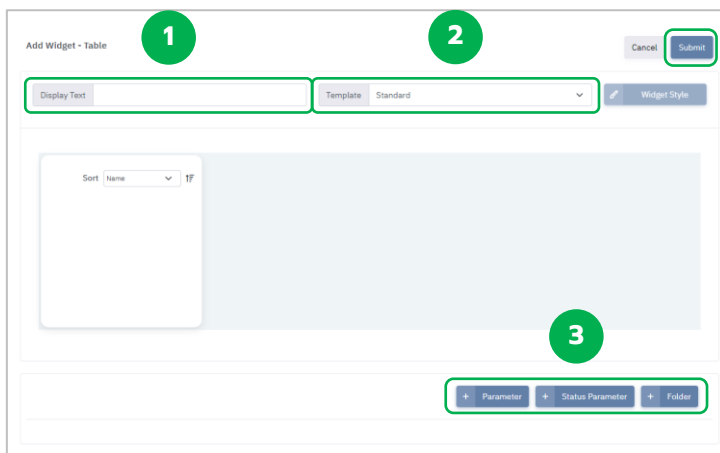 1
2
Add Widget - Table
Cancel
Submit
Display Text
Template Standard
Widget Style
Sort Name
3
+ Parameter
+ Status Parameter
+ Folder